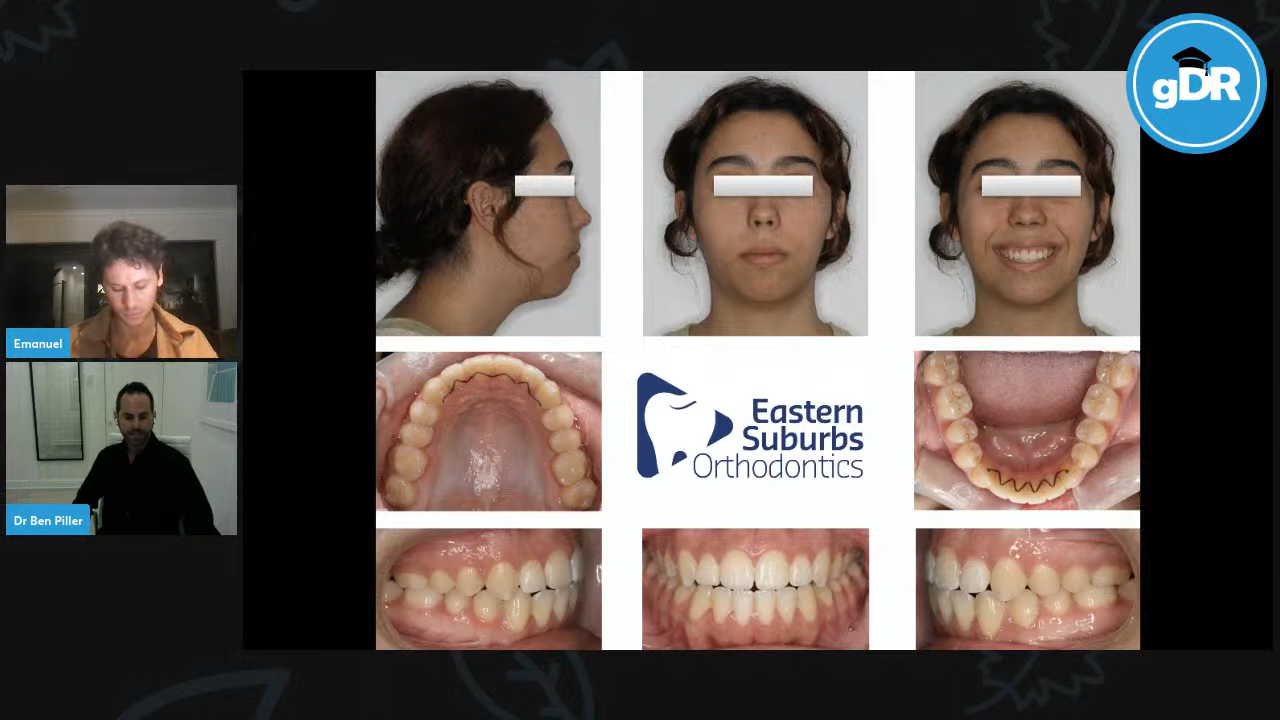 gDR
Emanuel
Dr Ben Piller
Eastern
Suburbs
Orthodontics